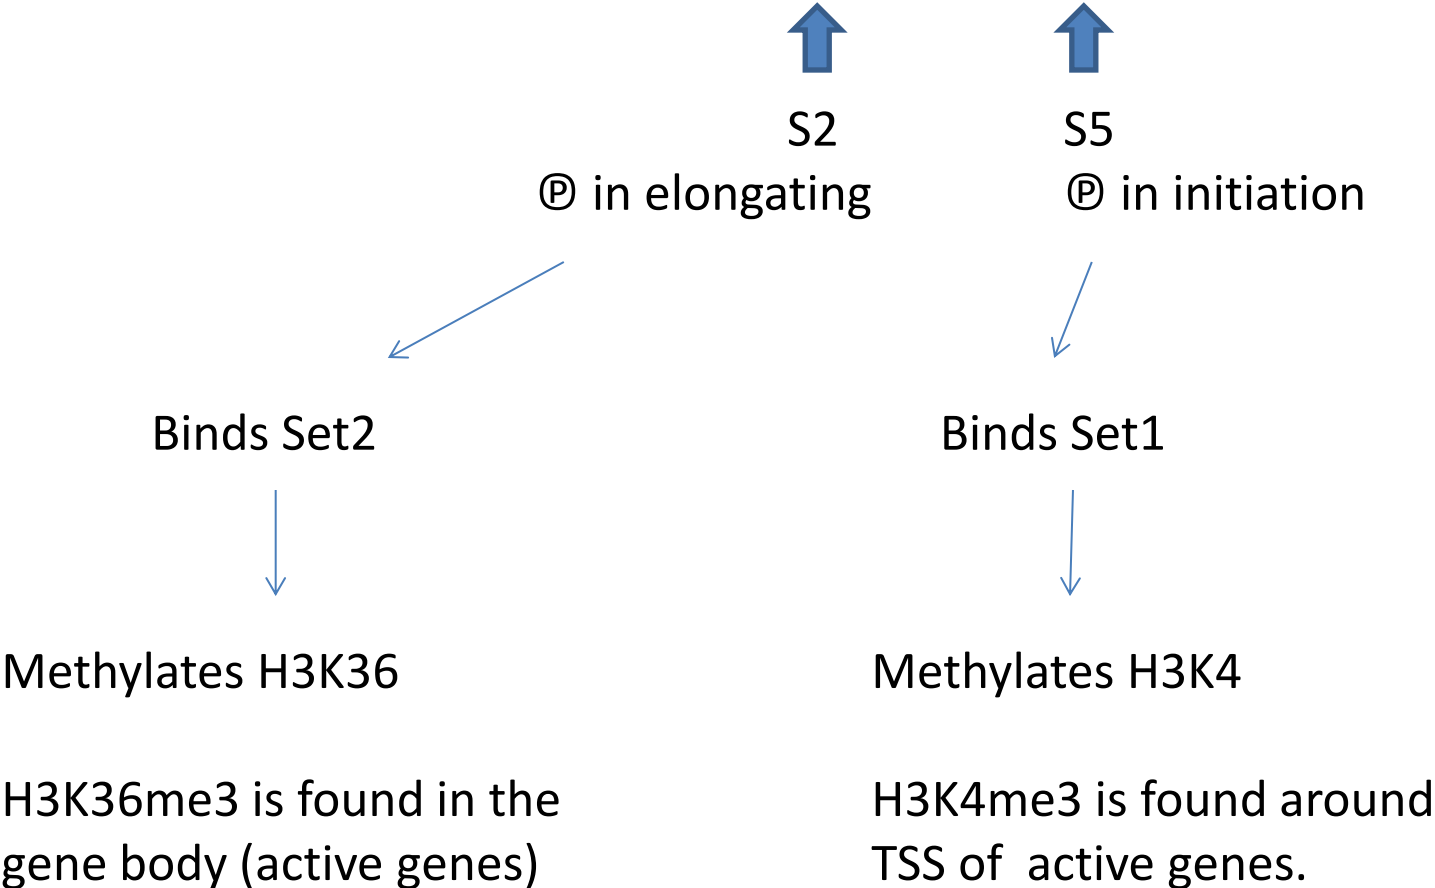 S2
S5
℗ in elongating
℗ in initiation
Binds Set2
Binds Set1
Methylates H3K36
Methylates H3K4
H3K36me3 is found in the
gene body (active genes)
H3K4me3 is found around
TSS of  active genes.